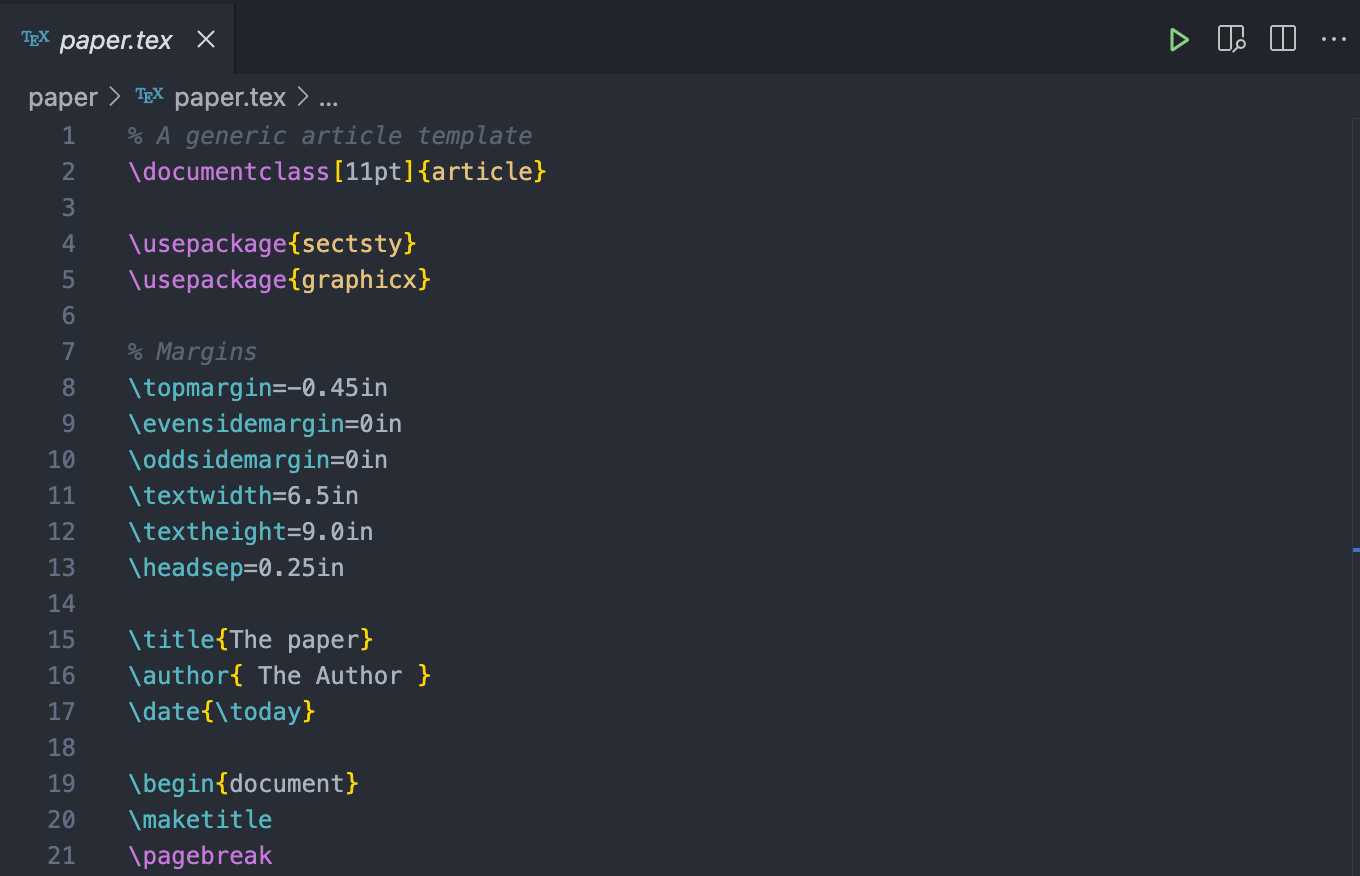 TEX paper.tex
paper > TEX paper.tex > ...
1 % A generic article template
2 \documentclass[11pt]{article}
3
4 \usepackage{sectsty}
5 \usepackage{graphicx}
6
7 % Margins
8 \topmargin=-0.45in
9 \evensidemargin=0in
10 \oddsidemargin=0in
11 \textwidth=6.5in
12 \textheight=9.0in
13 \headsep=0.25in
14
15 \title{The paper}
16 \author{ The Author }
17 \date{\today}
18
19 \begin{document}
20 \maketitle
21 \pagebreak